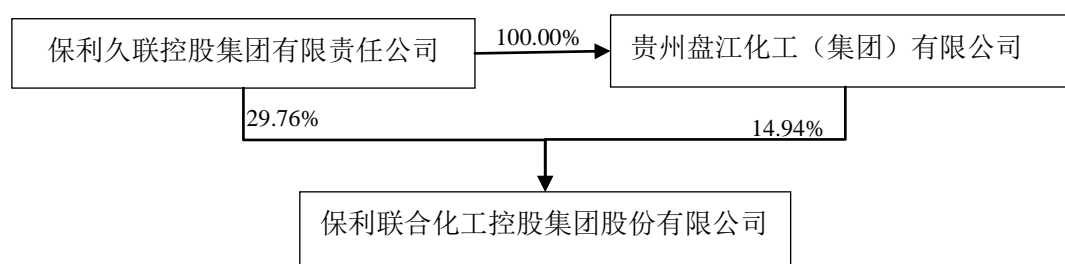 保利久联控股集团有限责任公司
100.00%
贵州盘江化工（集团）有限公司
29.76%
14.94%
保利联合化工控股集团股份有限公司